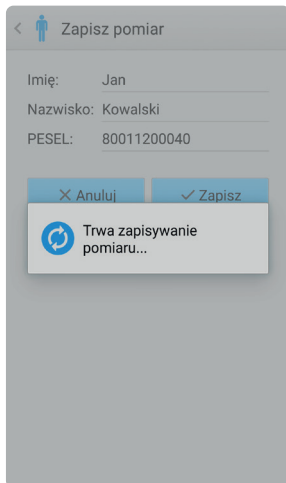 Zapisz pomiar
Imię: Jan
Nazwisko: Kowalski
PESEL: 80011200040
Anuluj Zapisz
Trwa zapisywanie
pomiaru...